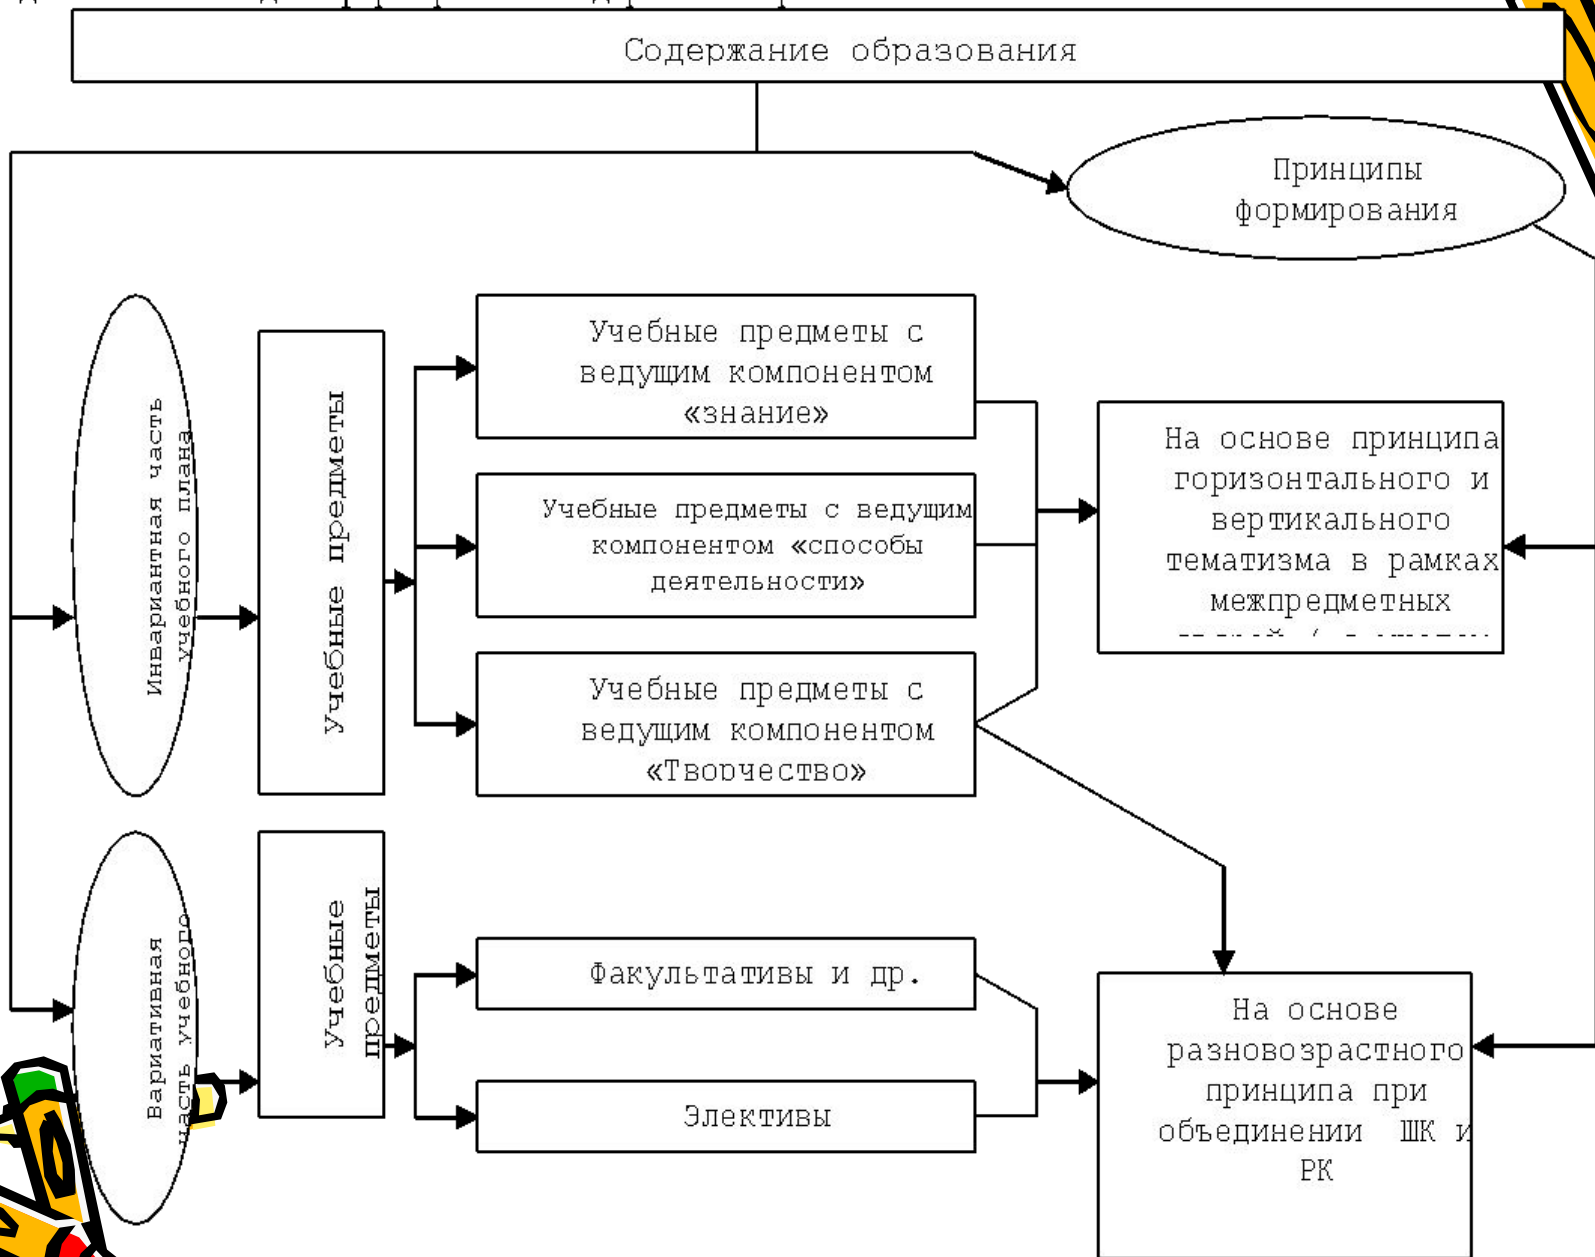 Содержание образования
Принципы
формирования
Инвариантная часть
учебного плана
Учебные предметы
Учебные предметы с
ведущим компонентом
«знание»
Учебные предметы с ведущим
компонентом «способы
деятельности»
Учебные предметы с
ведущим компонентом
«Творчество»
На основе принципа
горизонтального и
вертикального
тематизма в рамках
межпредметных
Вариативная
часть учебного
Учебные
предметы
Факультативы и др.
Элективы
На основе
разновозрастного
принципа при
объединении ШК и
РК